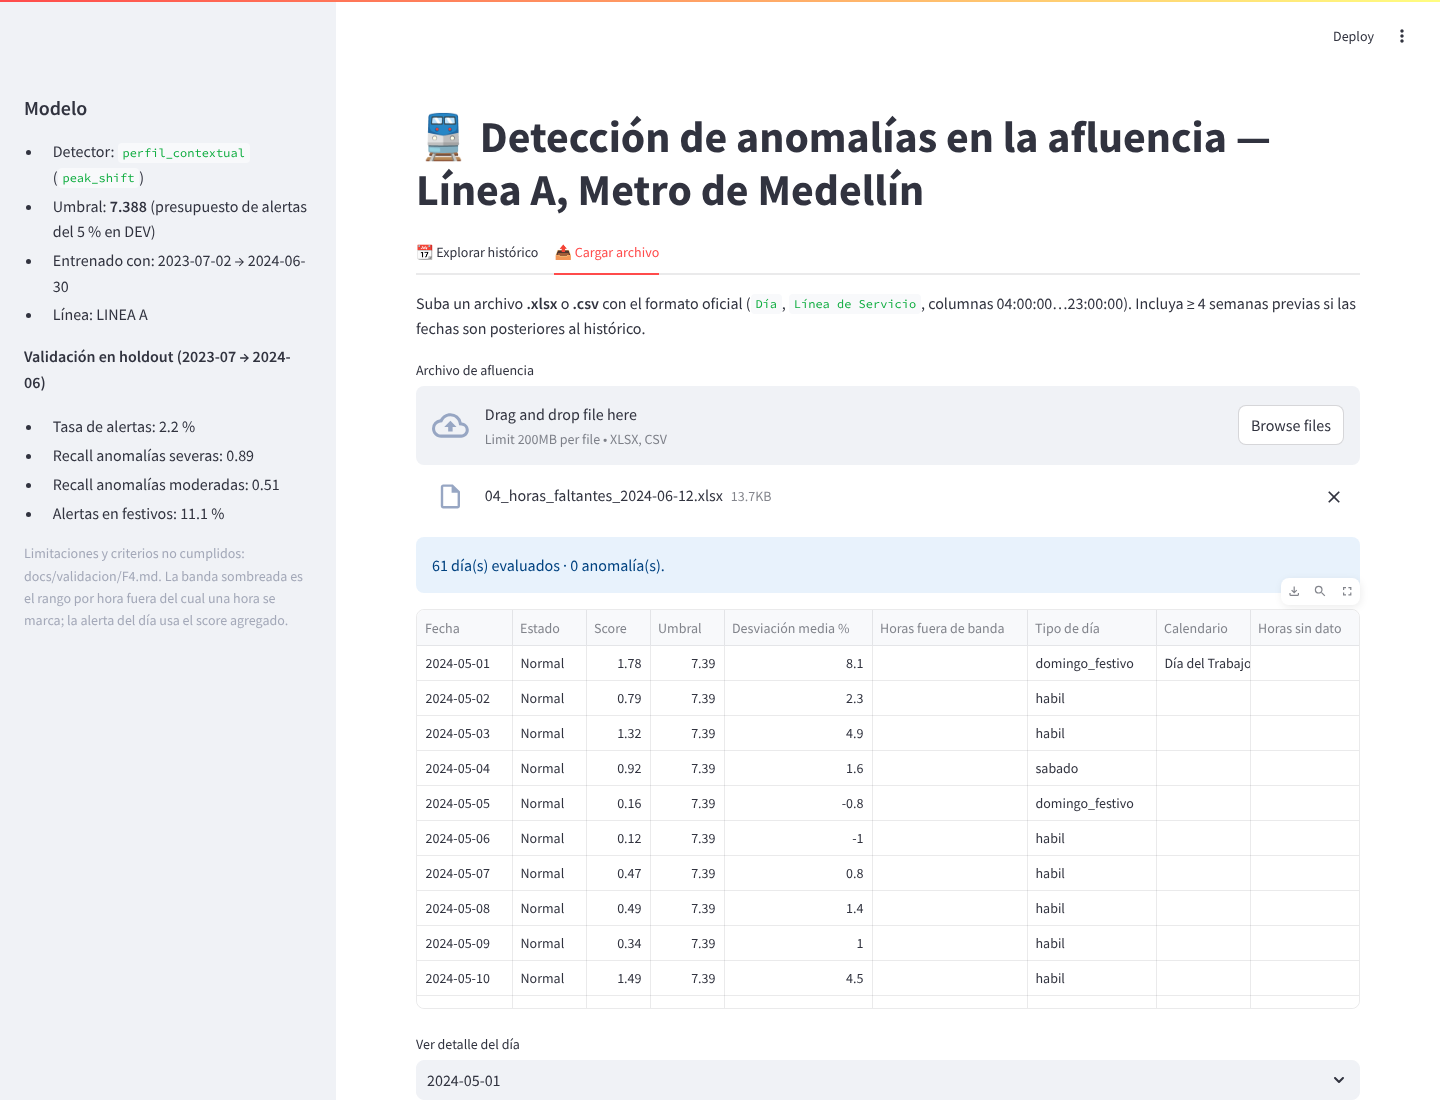 Deploy
Modelo
Detector: perfil_contextual
( peak_shift )
Umbral: 7.388 (presupuesto de alertas
del 5 % en DEV)
Entrenado con: 2023-07-02 → 2024-06-
30
Línea: LINEA A
Validación en holdout (2023-07 → 2024-
06)
Tasa de alertas: 2.2 %
Recall anomalías severas: 0.89
Recall anomalías moderadas: 0.51
Alertas en festivos: 11.1 %
Limitaciones y criterios no cumplidos:
docs/validacion/F4.md. La banda sombreada es
el rango por hora fuera del cual una hora se
marca; la alerta del día usa el score agregado.
Detección de anomalías en la afluencia —
Línea A, Metro de Medellín
Explorar histórico Cargar archivo
Suba un archivo .xlsx o .csv con el formato oficial ( Día , Línea de Servicio , columnas 04:00:00…23:00:00). Incluya ≥ 4 semanas previas si las
fechas son posteriores al histórico.
Archivo de afluencia
Drag and drop file here
Limit 200MB per file • XLSX, CSV
Browse files
04_horas_faltantes_2024-06-12.xlsx 13.7KB
61 día(s) evaluados · 0 anomalía(s).
Fecha Estado Score Umbral Desviación media % Horas fuera de banda Tipo de día Calendario Horas sin dato
2024-05-01 Normal 1.78 7.39 8.1 domingo_festivo Día del Trabajo
2024-05-02 Normal 0.79 7.39 2.3 habil
2024-05-03 Normal 1.32 7.39 4.9 habil
2024-05-04 Normal 0.92 7.39 1.6 sabado
2024-05-05 Normal 0.16 7.39 -0.8 domingo_festivo
2024-05-06 Normal 0.12 7.39 -1 habil
2024-05-07 Normal 0.47 7.39 0.8 habil
2024-05-08 Normal 0.49 7.39 1.4 habil
2024-05-09 Normal 0.34 7.39 1 habil
2024-05-10 Normal 1.49 7.39 4.5 habil
Ver detalle del día
2024-05-01